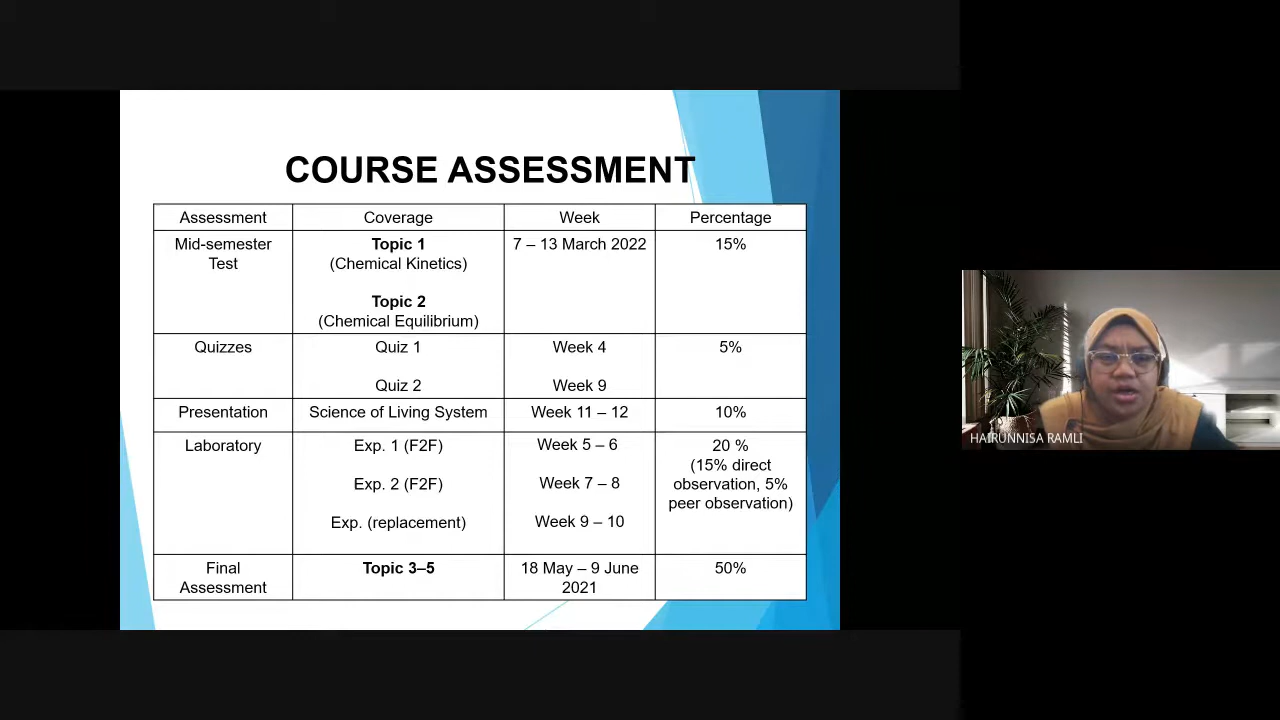 COURSE ASSESSMENT
Assessment Coverage Week Percentage
Mid-semester Test
Topic 1
(Chemical Kinetics)
Topic 2
(Chemical Equilibrium)
7 – 13 March 2022
15%
Quizzes
Quiz 1
Quiz 2
Week 4
Week 9
5%
Presentation
Science of Living System
Week 11 – 12
10%
Laboratory
Exp. 1 (F2F)
Exp. 2 (F2F)
Exp. (replacement)
Week 5 – 6
Week 7 – 8
Week 9 – 10
20 %
(15% direct
observation, 5%
peer observation)
Final
Assessment
Topic 3–5
18 May – 9 June
2021
50%
HAIRUNNISA RAMLI